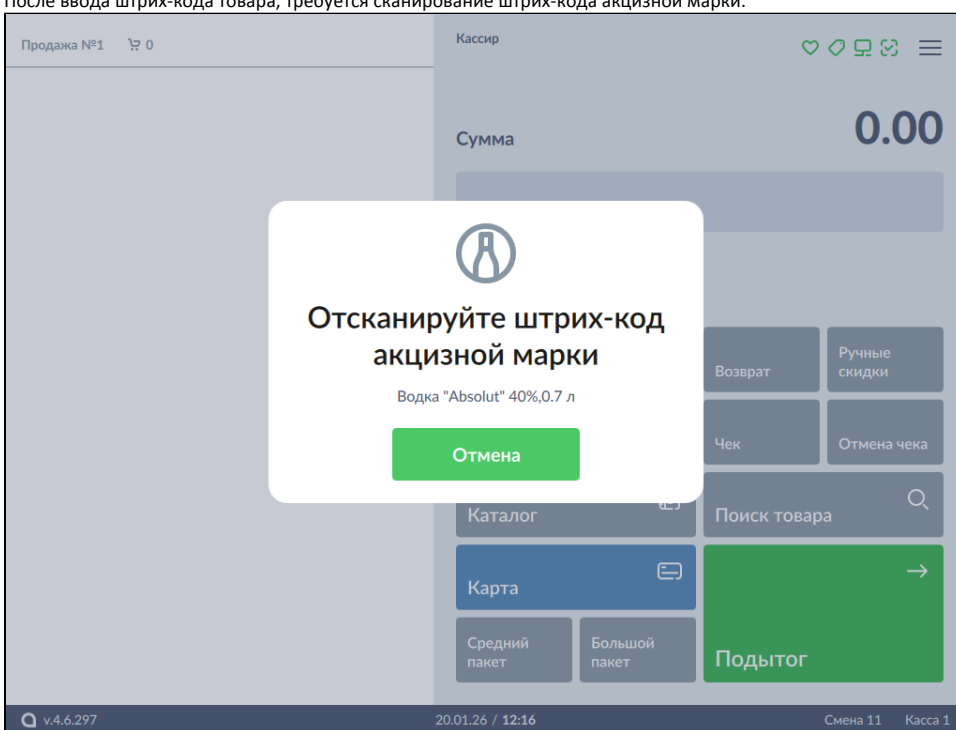 После ввода штрих-кода товара, требуется сканирование штрих-кода акцизной марки.
Продажа №1 0
Кассир
Сумма
0.00
Отсканируйте штрих-код
акцизной марки
Водка "Absolut" 40%,0.7 л
Отмена
Возврат
Ручные
скидки
Чек
Отмена чека
Каталог
Поиск товара
Карта
Средний
пакет
Большой
пакет
Подытог
v.4.6.297
20.01.26 / 12:16
Смена 11
Касса 1